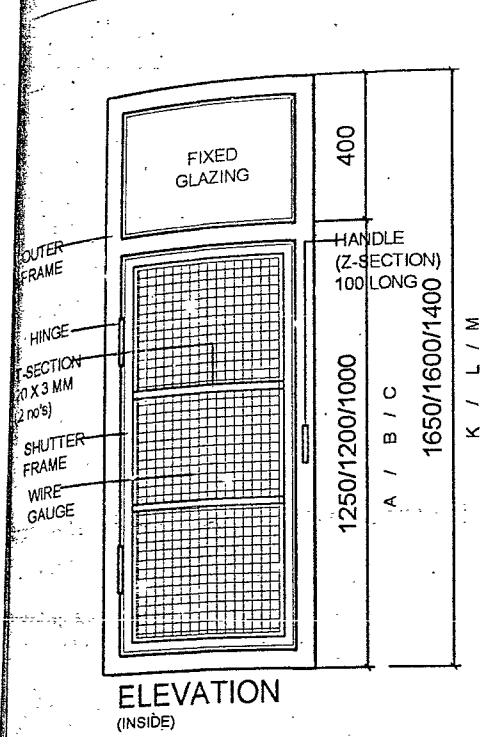 FIXED
GLAZING
400
OUTER
FRAME
HANDLE
(Z-SECTION)
100 LONG
HINGE
T-SECTION
20 X 3 MM
(2 no's)
SHUTTER
FRAME
WIRE
GAUGE
1250/1200/1000
A / B / C
1650/1600/1400
K / L / M
ELEVATION
(INSIDE)